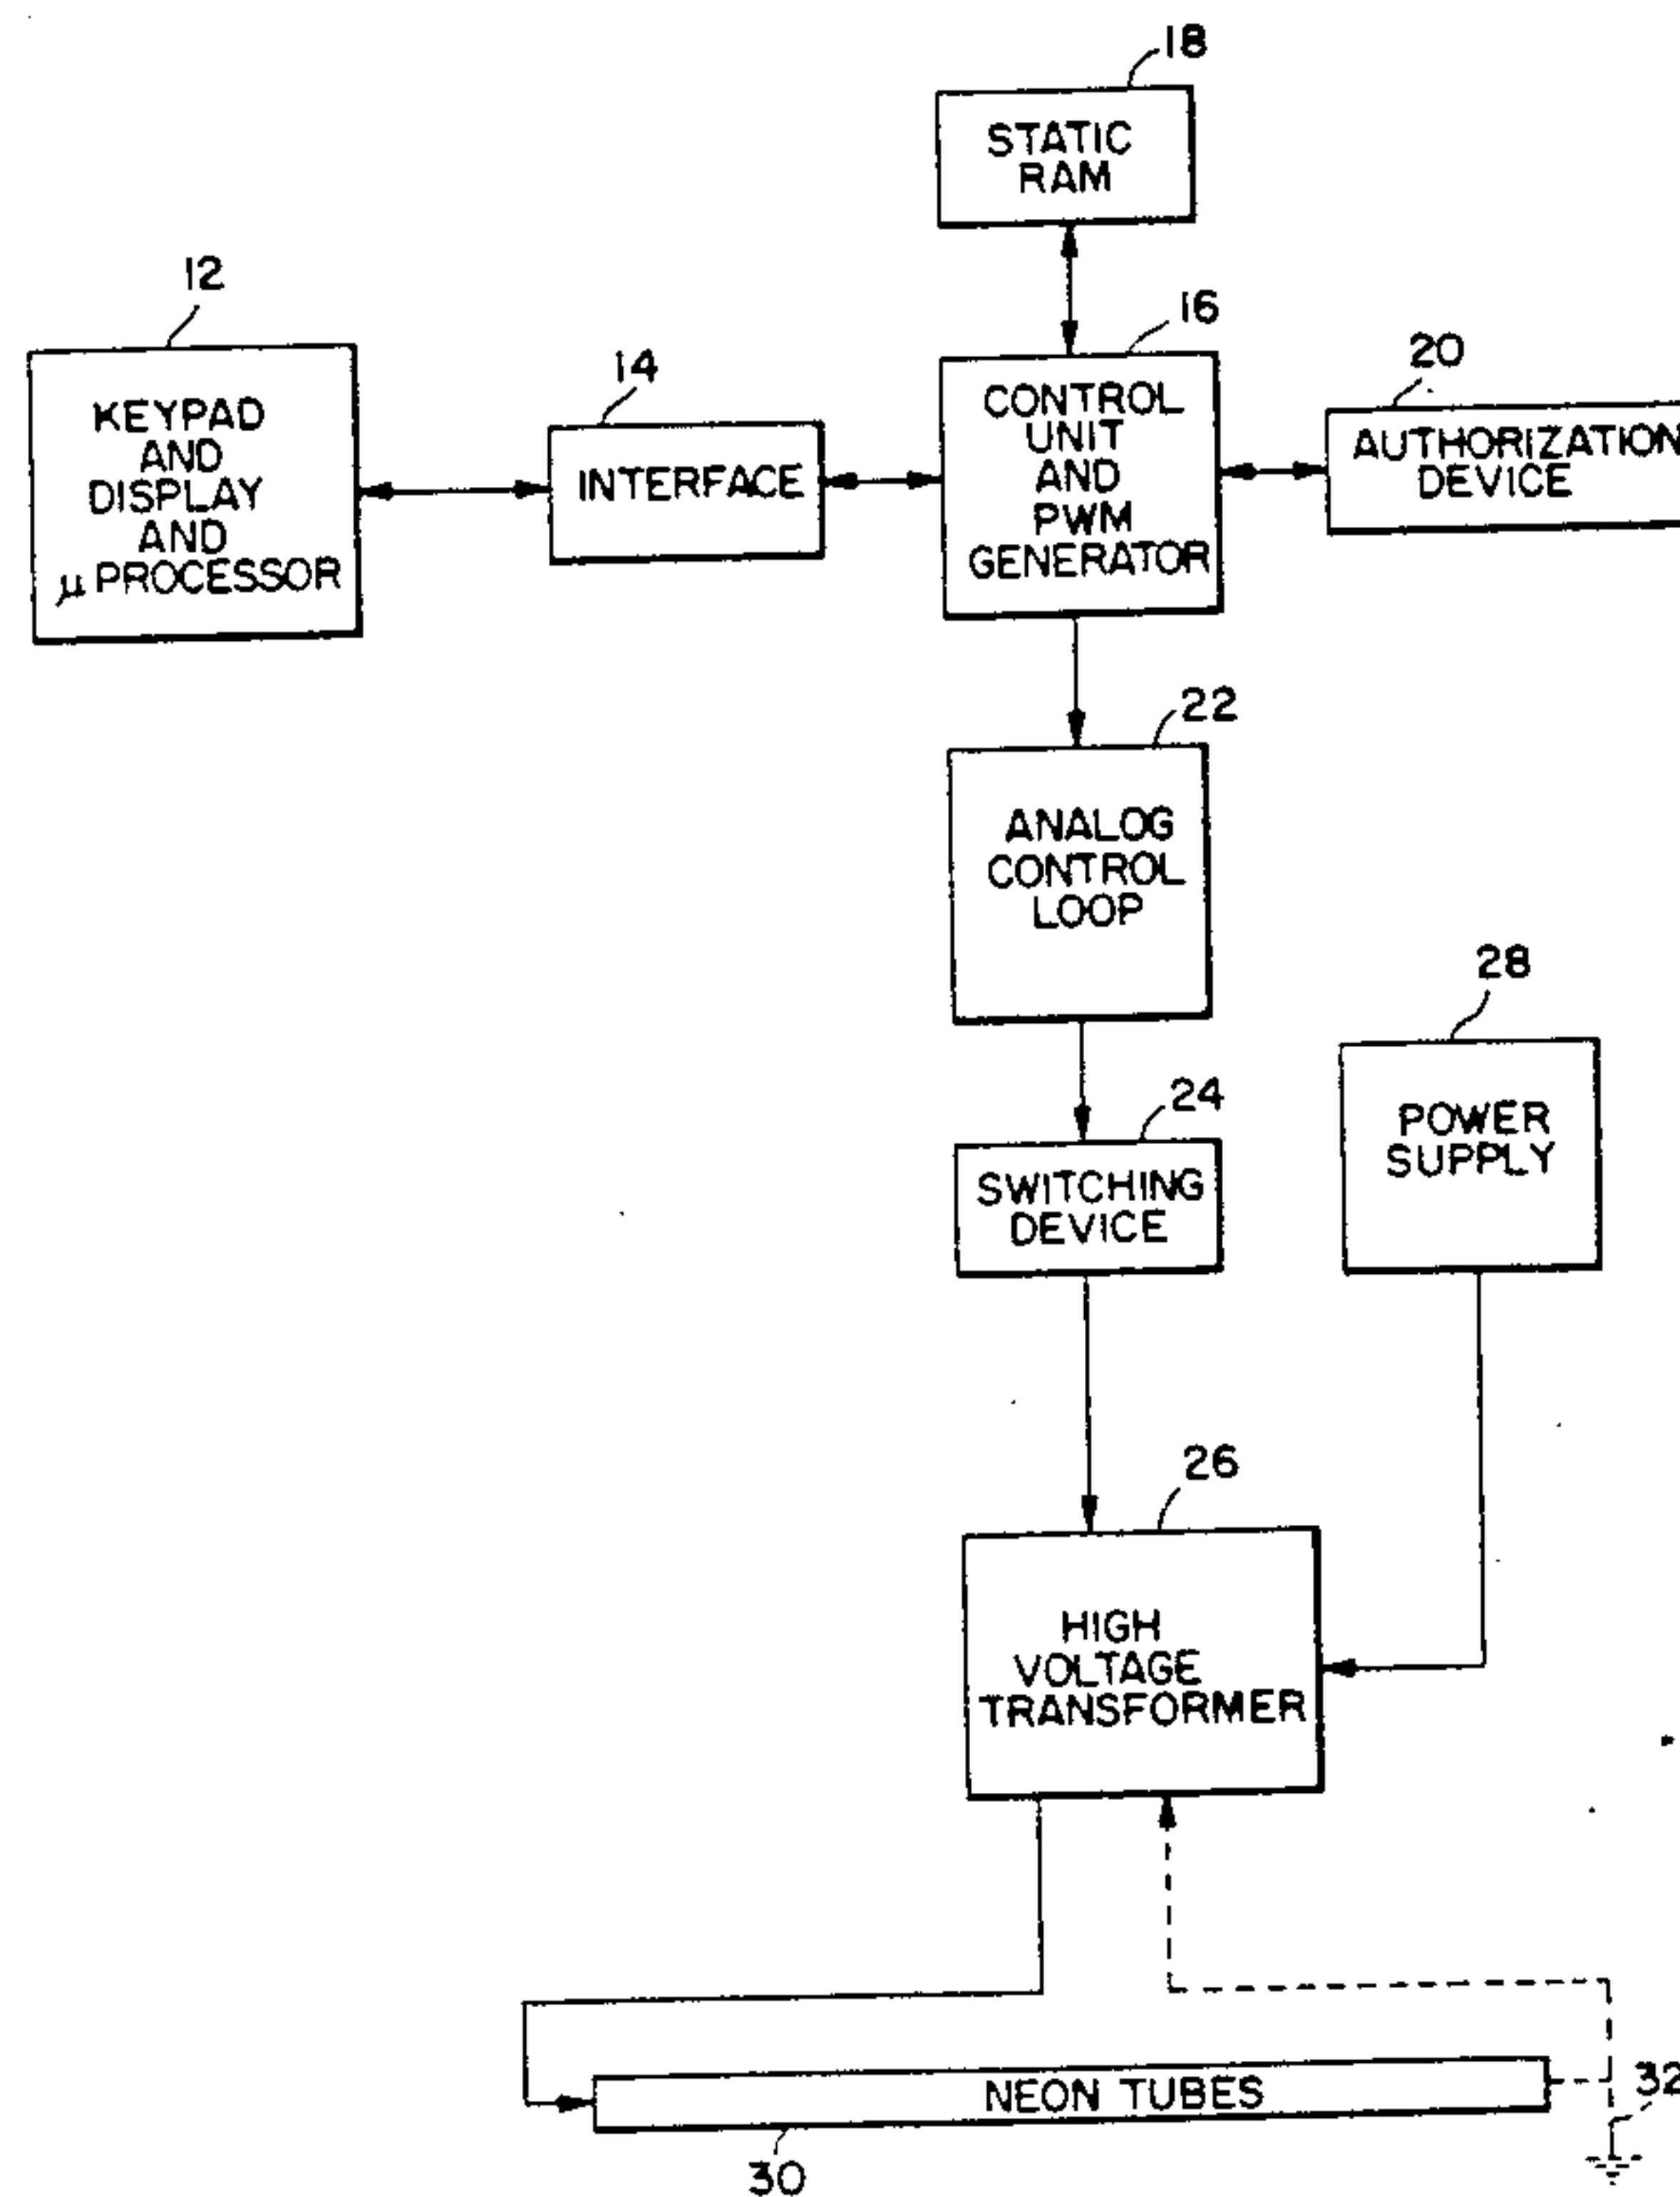 18
STATIC
RAM
12
16
14
20
KEYPAD
AND
DISPLAY
AND
μ PROCESSOR
INTERFACE
CONTROL
UNIT
AND
PWM
GENERATOR
AUTHORIZATION
DEVICE
22
ANALOG
CONTROL
LOOP
28
24
POWER
SUPPLY
SWITCHING
DEVICE
26
HIGH
VOLTAGE
TRANSFORMER
NEON TUBES
32
30